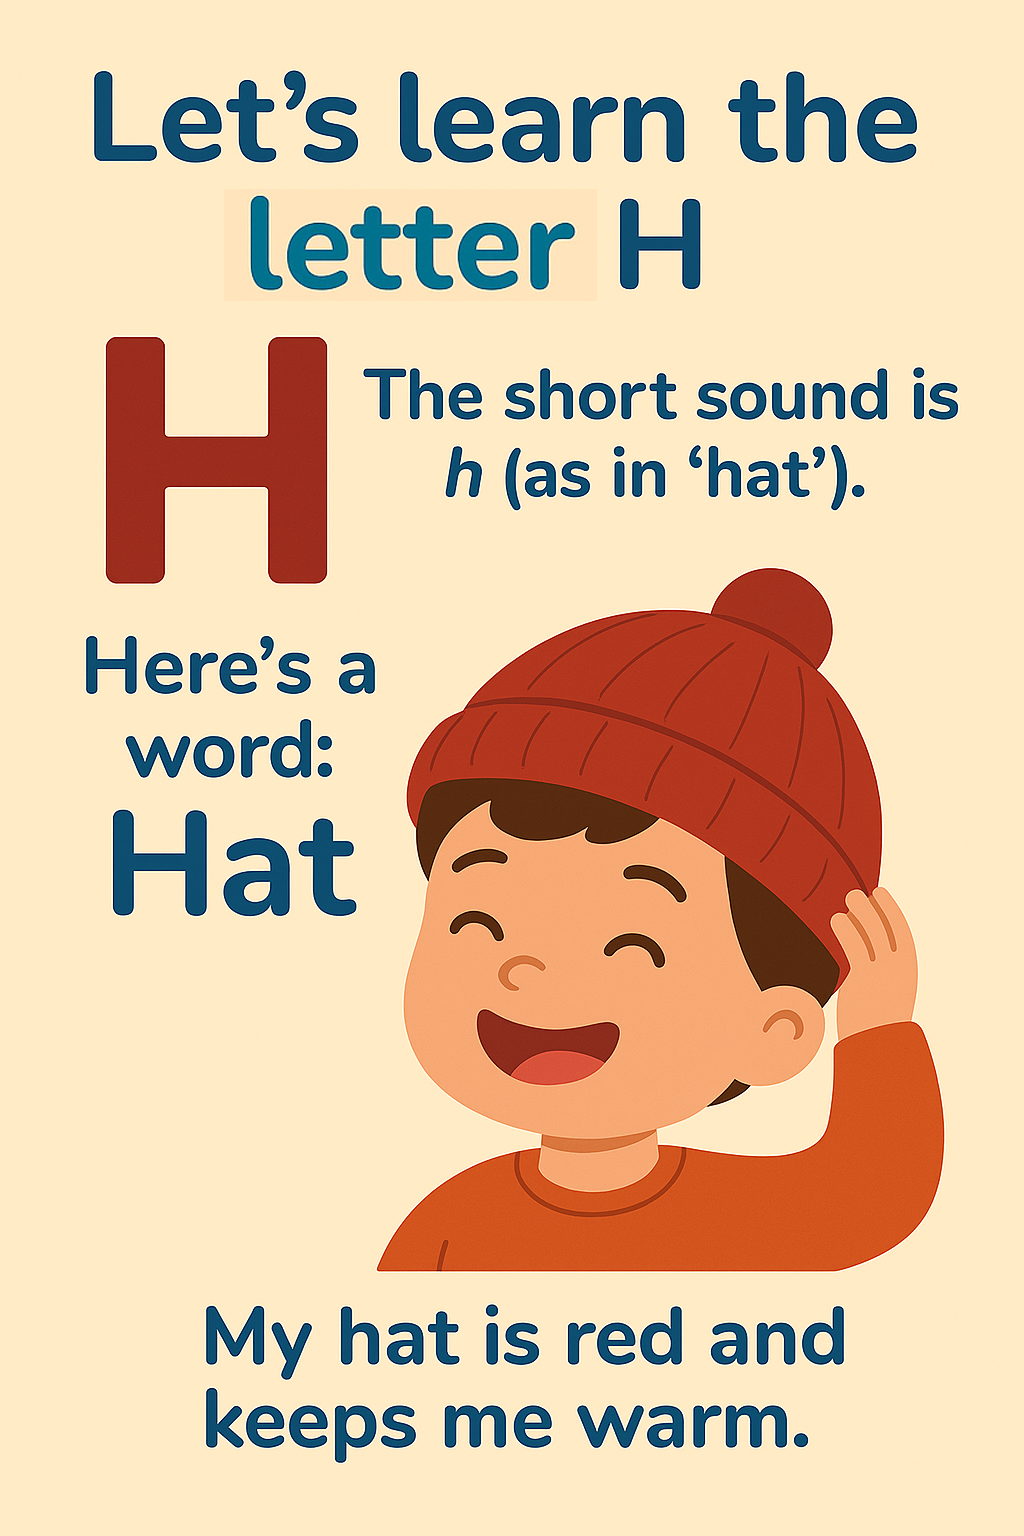 Let’s learn the
letter H
H
The short sound is
h (as in ‘hat’).
Here’s a
word:
Hat
My hat is red and
keeps me warm.